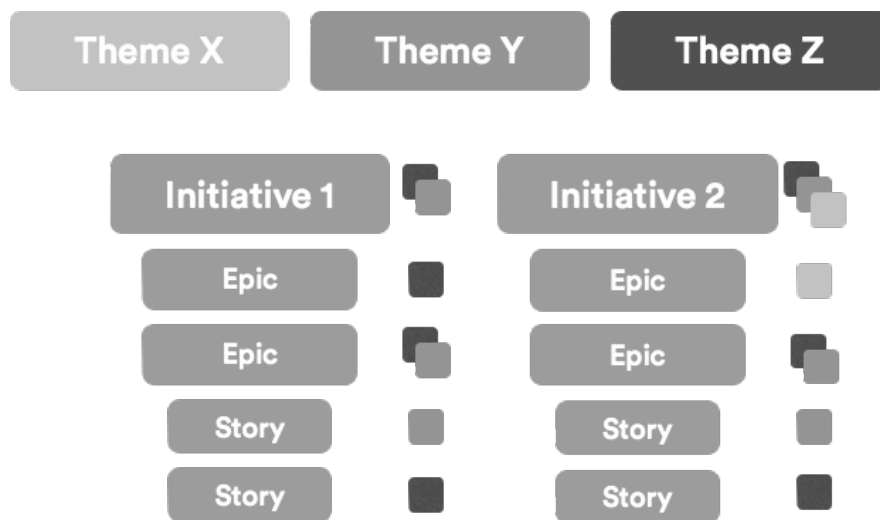 Theme X
Theme Y
Theme Z
Initiative 1
Initiative 2
Epic
Epic
Epic
Epic
Story
Story
Story
Story